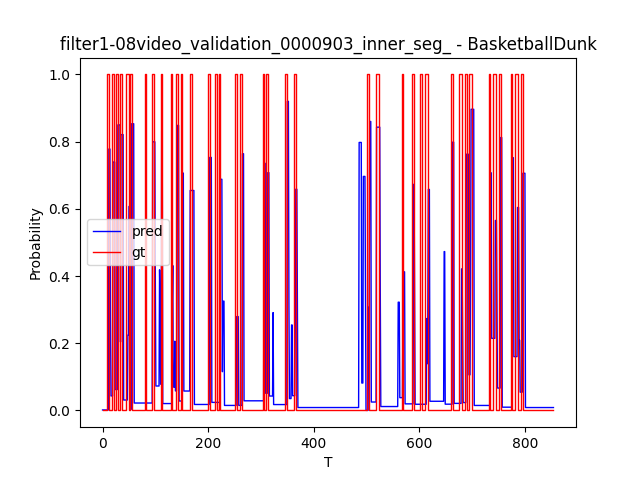 filter1-08video_validation_0000903_inner_seg_ - BasketballDunk
1.0
0.8
0.6
0.4
0.2
0.0
Probability
pred
gt
0
200
400
600
800
T